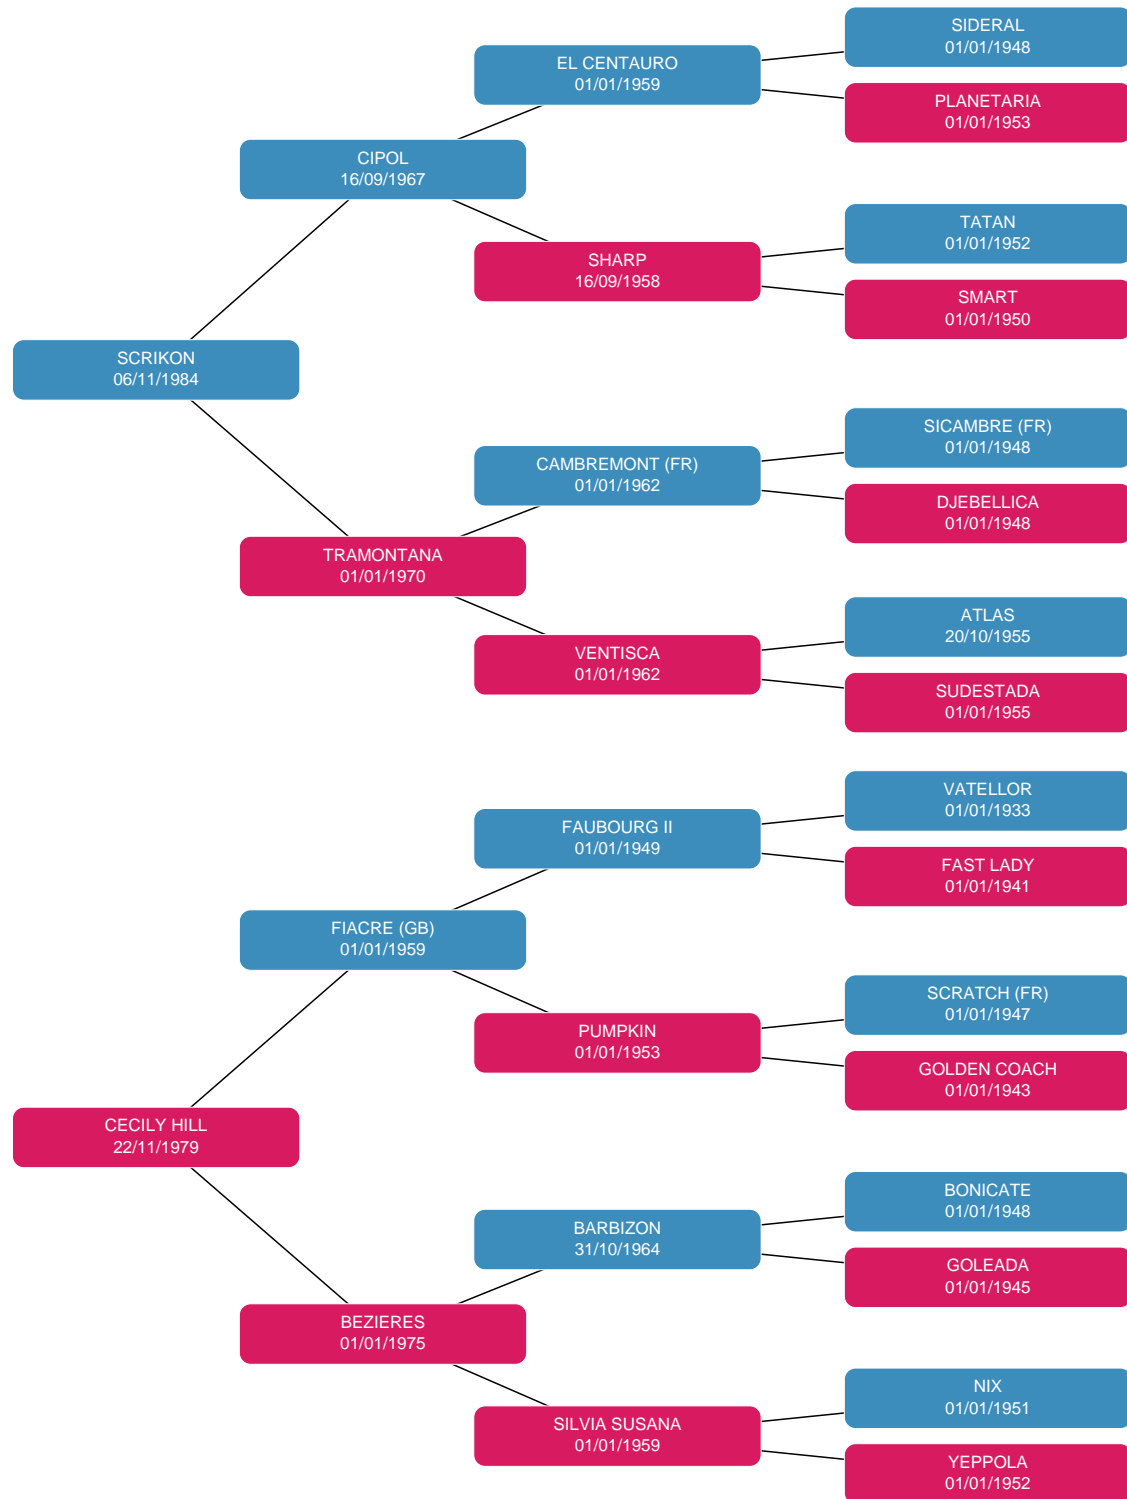 SIDERAL
01/01/1948
EL CENTAURO
01/01/1959
PLANETARIA
01/01/1953
CIPOL
16/09/1967
TATAN
01/01/1952
SHARP
16/09/1958
SMART
01/01/1950
SCRIKON
06/11/1984
SICAMBRE (FR)
01/01/1948
CAMBREMONT (FR)
01/01/1962
DJEBELLICA
01/01/1948
TRAMONTANA
01/01/1970
ATLAS
20/10/1955
VENTISCA
01/01/1962
SUDESTADA
01/01/1955
VATELLOR
01/01/1933
FAUBOURG II
01/01/1949
FAST LADY
01/01/1941
FIACRE (GB)
01/01/1959
SCRATCH (FR)
01/01/1947
PUMPKIN
01/01/1953
GOLDEN COACH
01/01/1943
CECILY HILL
22/11/1979
BONICATE
01/01/1948
BARBIZON
31/10/1964
GOLEADA
01/01/1945
BEZIERES
01/01/1975
NIX
01/01/1951
SILVIA SUSANA
01/01/1959
YEPPOLA
01/01/1952